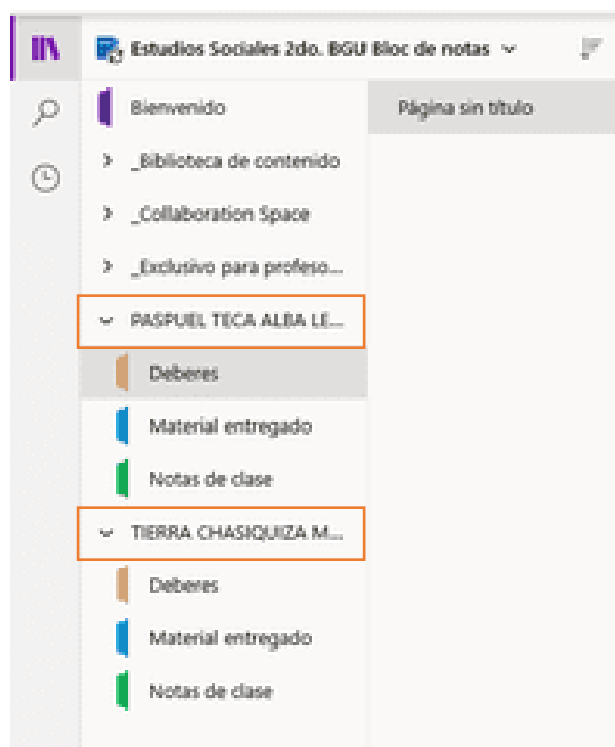 Estudios Sociales 2do. BGU Bloc de notas
Bienvenido
Página sin título
_Biblioteca de contenido
_Collaboration Space
_Exclusivo para profeso...
PASPUEL TECA ALBA LE...
Deberes
Material entregado
Notas de clase
TIERRA CHASIQUIZA M...
Deberes
Material entregado
Notas de clase